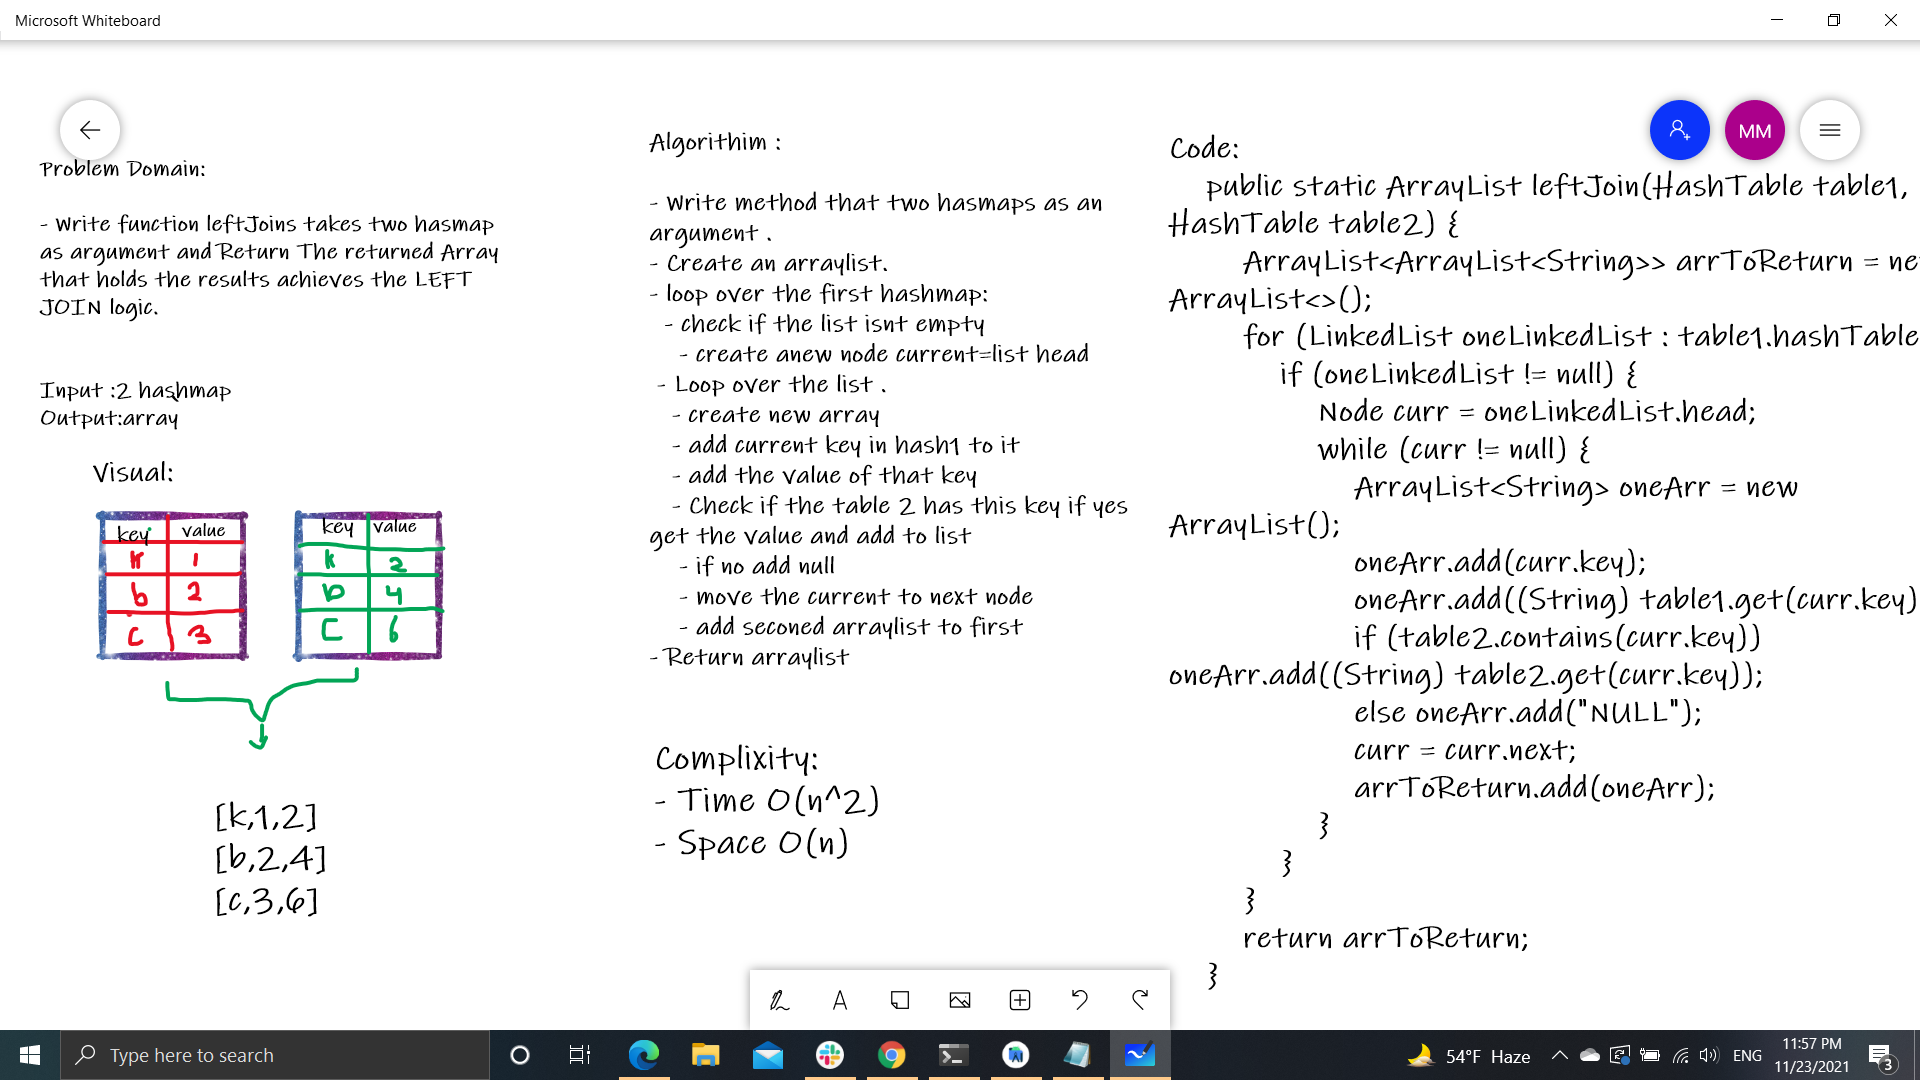 Microsoft Whiteboard
MM
Problem Domain:
- Write function leftJoins takes two hasmap
as argument and Return The returned Array
that holds the results achieves the LEFT
JOIN logic.
Input :2 hashmap
Output:array
Visual:
key value
k 1
b 2
c 3
key value
k 2
b 4
C 6
[k,1,2]
[b,2,4]
[c,3,6]
Algorithim :
- Write method that two hasmaps as an
argument .
- Create an arraylist.
- loop over the first hashmap:
- check if the list isnt empty
- create anew node current=list head
- Loop over the list .
- create new array
- add current key in hash1 to it
- add the value of that key
- Check if the table 2 has this key if yes
get the value and add to list
- if no add null
- move the current to next node
- add seconed arraylist to first
- Return arraylist
Complixity:
- Time O(n^2)
- Space O(n)
Code:
public static ArrayList leftJoin(HashTable table1,
HashTable table2) {
ArrayList<ArrayList<String>> arrToReturn = ne
ArrayList<>();
for (LinkedList oneLinkedList : table1.hashTable
if (oneLinkedList != null) {
Node curr = oneLinkedList.head;
while (curr != null) {
ArrayList<String> oneArr = new
ArrayList();
oneArr.add(curr.key);
oneArr.add((String) table1.get(curr.key)
if (table2.contains(curr.key))
oneArr.add((String) table2.get(curr.key));
else oneArr.add("NULL");
curr = curr.next;
arrToReturn.add(oneArr);
}
}
}
return arrToReturn;
}
Type here to search
54°F Haze
ENG
11:57 PM
11/23/2021
3